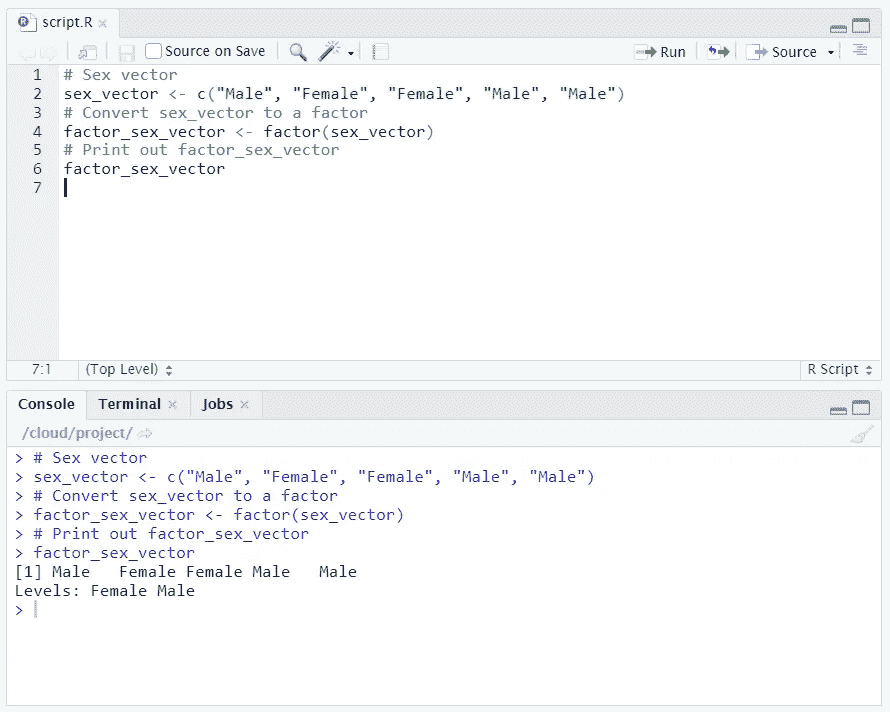 script.R
Source on Save
Run
Source
1 # Sex vector
2 sex_vector <- c("Male", "Female", "Female", "Male", "Male")
3 # Convert sex_vector to a factor
4 factor_sex_vector <- factor(sex_vector)
5 # Print out factor_sex_vector
6 factor_sex_vector
7
7:1 (Top Level) R Script
Console Terminal Jobs
/cloud/project/
> # Sex vector
> sex_vector <- c("Male", "Female", "Female", "Male", "Male")
> # Convert sex_vector to a factor
> factor_sex_vector <- factor(sex_vector)
> # Print out factor_sex_vector
> factor_sex_vector
[1] Male   Female Female Male   Male
Levels: Female Male
>